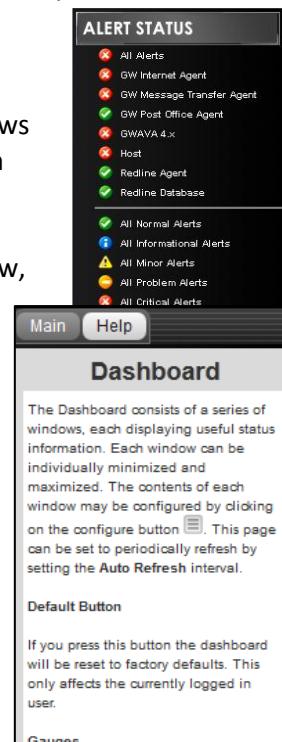 ALERT STATUS
All Alerts
GW Internet Agent
GW Message Transfer Agent
GW Post Office Agent
GWAVA 4.x
Host
Redline Agent
Redline Database
All Normal Alerts
All Informational Alerts
All Minor Alerts
All Problem Alerts
All Critical Alerts
Main Help
Dashboard
The Dashboard consists of a series of
windows, each displaying useful status
information. Each window can be
individually minimized and
maximized. The contents of each
window may be configured by clicking
on the configure button . This page
can be set to periodically refresh by
setting the Auto Refresh interval.
Default Button
If you press this button the dashboard
will be reset to factory defaults. This
only affects the currently logged in
user.
Gauges